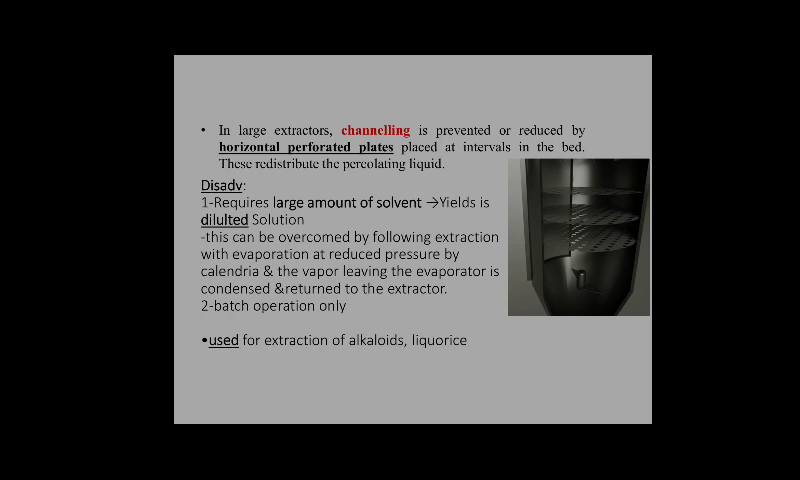 • In large extractors, channelling is prevented or reduced by
horizontal perforated plates placed at intervals in the bed.
These redistribute the percolating liquid.
Disadv:
1-Requires large amount of solvent →Yields is
dilulted Solution
-this can be overcomed by following extraction
with evaporation at reduced pressure by
calendria & the vapor leaving the evaporator is
condensed &returned to the extractor.
2-batch operation only
•used for extraction of alkaloids, liquorice